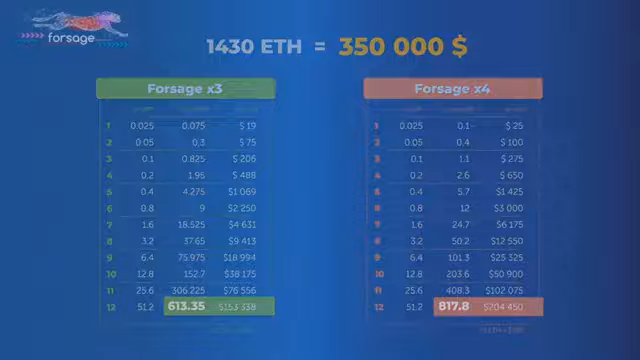 forsage
1430 ETH = 350 000 $
Forsage x3
1 0.025 0.075 $ 19
2 0.05 0.3 $ 75
3 0.1 0.825 $ 206
4 0.2 1.95 $ 488
5 0.4 4.275 $1 069
6 0.8 9 $2 250
7 1.6 18.525 $4 631
8 3.2 37.65 $9 413
9 6.4 75.975 $18 994
10 12.8 152.7 $38 175
11 25.6 306.225 $76 556
12 51.2 613.35 $153 338
Forsage x4
1 0.025 0.1 $ 25
2 0.05 0.4 $ 100
3 0.1 1.1 $ 275
4 0.2 2.6 $ 650
5 0.4 5.7 $1 425
6 0.8 12 $3 000
7 1.6 24.7 $6 175
8 3.2 50.2 $12 550
9 6.4 101.3 $25 325
10 12.8 203.6 $50 900
11 25.6 408.3 $102 075
12 51.2 817.8 $204 450